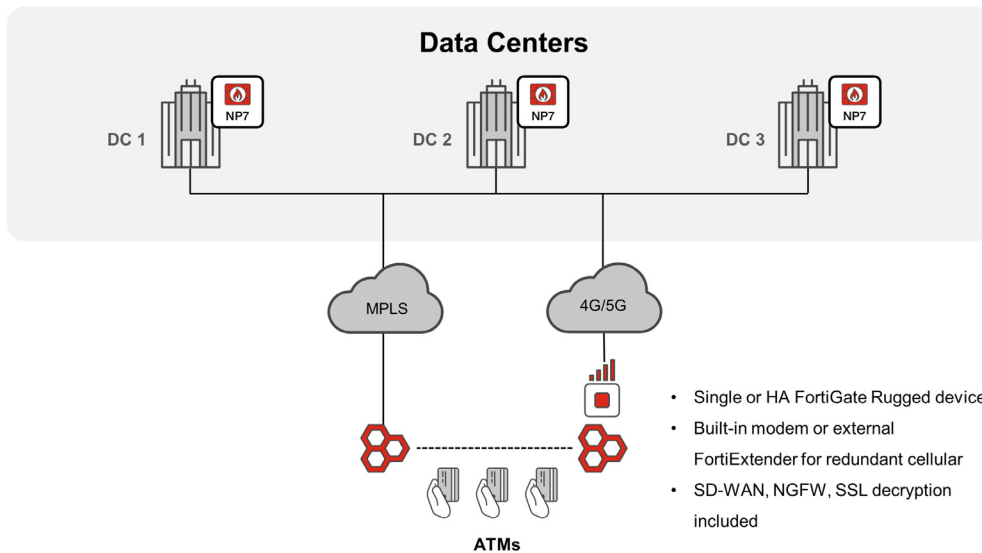 Data Centers
NP7
NP7
NP7
DC 1
DC 2
DC 3
MPLS
4G/5G
• Single or HA FortiGate Rugged device
• Built-in modem or external
FortiExtender for redundant cellular
• SD-WAN, NGFW, SSL decryption
included
ATMs